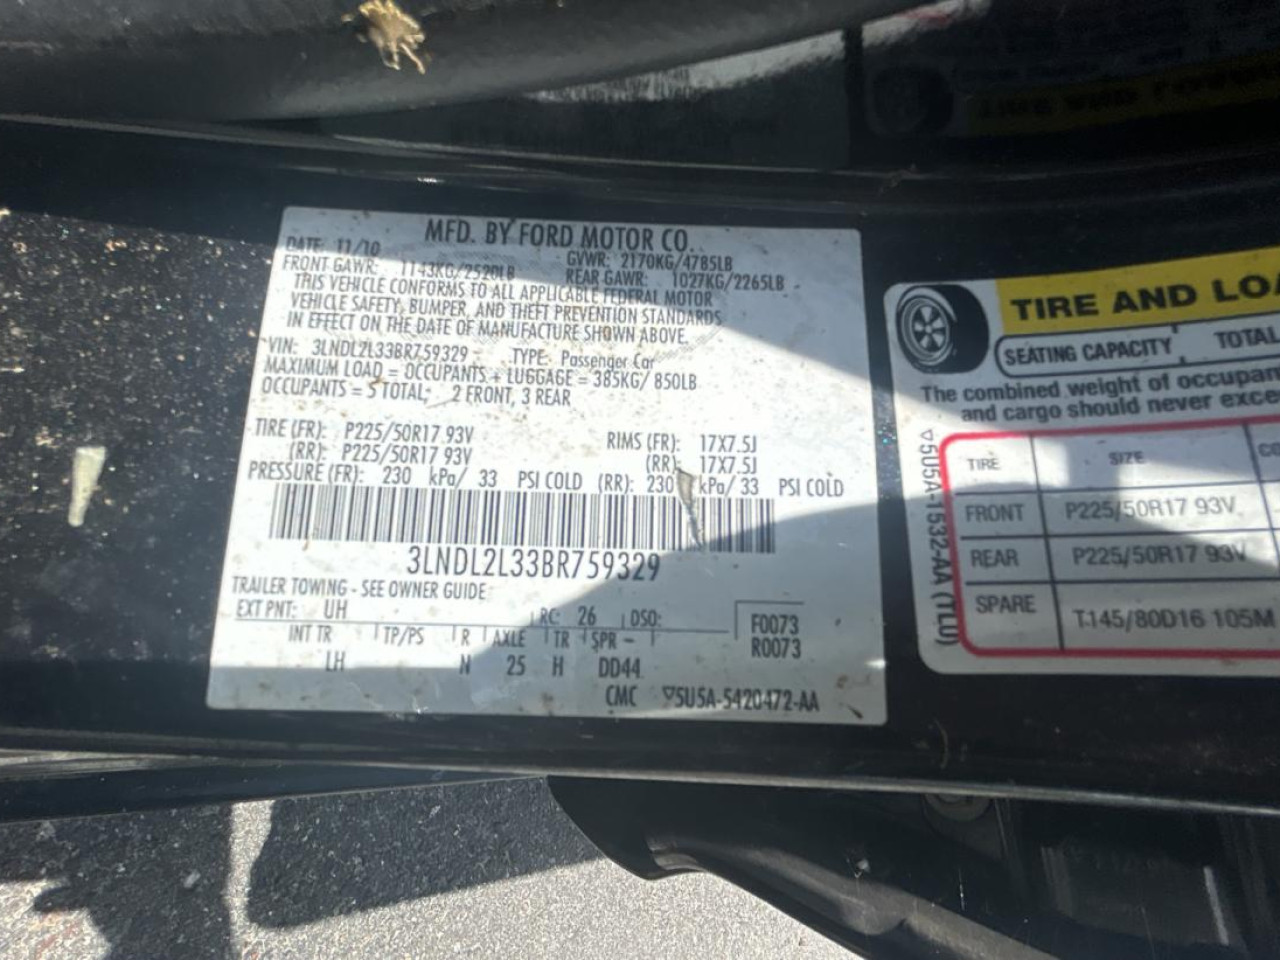 MFD. BY FORD MOTOR CO.
DATE: 11/10 GVWR: 2170KG/4785LB
FRONT GAWR: 1143KG/2520LB REAR GAWR: 1027KG/2265LB
THIS VEHICLE CONFORMS TO ALL APPLICABLE FEDERAL MOTOR
VEHICLE SAFETY, BUMPER, AND THEFT PREVENTION STANDARDS
IN EFFECT ON THE DATE OF MANUFACTURE SHOWN ABOVE.
VIN: 3LNDL2L33BR759329 TYPE: Passenger Car
MAXIMUM LOAD = OCCUPANTS + LUGGAGE = 385KG/ 850LB
OCCUPANTS = 5 TOTAL; 2 FRONT, 3 REAR
TIRE (FR): P225/50R17 93V RIMS (FR): 17X7.5J
(RR): P225/50R17 93V (RR): 17X7.5J
PRESSURE (FR): 230 kPa/ 33 PSI COLD (RR): 230 kPa/ 33 PSI COLD
3LNDL2L33BR759329
TRAILER TOWING - SEE OWNER GUIDE
EXT PNT: UH RC: 26 DSO: F0073
R0073
INT TR TP/PS R AXLE TR SPR
LH N 25 H DD44
CMC ▽5U5A-5420472-AA
TIRE AND LOA
SEATING CAPACITY TOTAL
The combined weight of occupan
and cargo should never exce
TIRE SIZE
FRONT P225/50R17 93V
REAR P225/50R17 93V
SPARE T145/80D16 105M
▽5U5A-1532-AA (TLU)